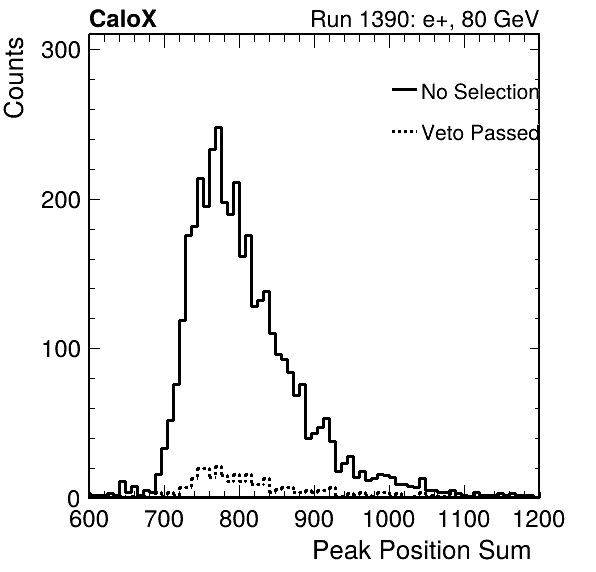 CaloX Run 1390: e+, 80 GeV
Counts
300
200
100
0
No Selection
Veto Passed
600 700 800 900 1000 1100 1200
Peak Position Sum